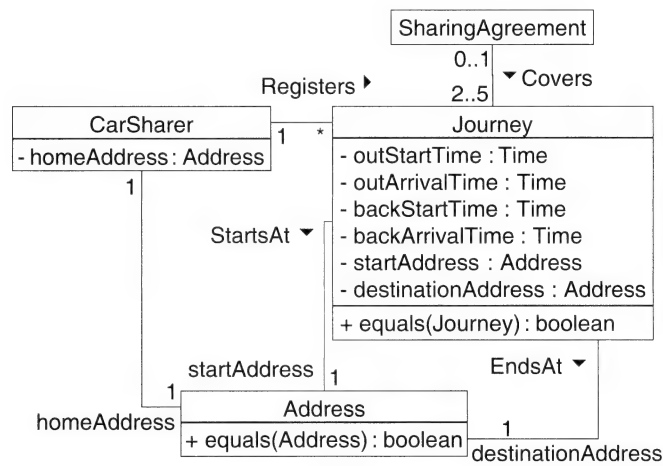 SharingAgreement
0..1
Covers
2..5
Registers
CarSharer
- homeAddress : Address
1
*
1
Journey
- outStartTime : Time
- outArrivalTime : Time
- backStartTime : Time
- backArrivalTime : Time
- startAddress : Address
- destinationAddress : Address
+ equals(Journey) : boolean
StartsAt
EndsAt
startAddress
1
1
homeAddress
Address
+ equals(Address) : boolean
1
destinationAddress